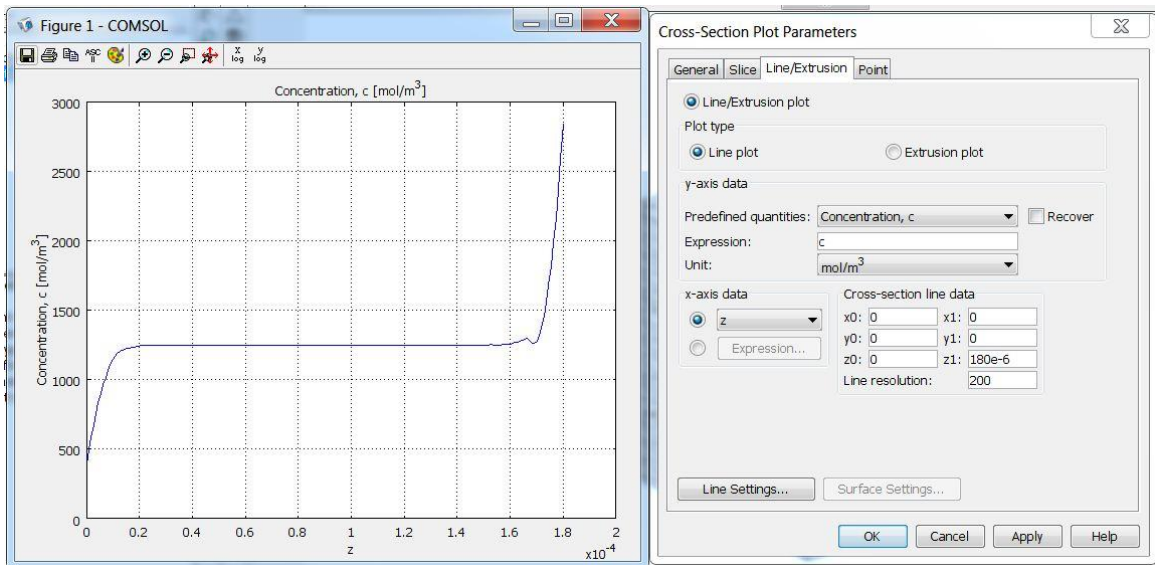 Figure 1 - COMSOL
x
log
y
log
Concentration, c [mol/m³]
3000
2500
2000
1500
1000
500
0
Concentration, c [mol/m³]
0 0.2 0.4 0.6 0.8 1 1.2 1.4 1.6 1.8 2
x10⁻⁴
z
Cross-Section Plot Parameters
General Slice Line/Extrusion Point
Line/Extrusion plot
Plot type
Line plot Extrusion plot
y-axis data
Predefined quantities: Concentration, c Recover
Expression: c
Unit: mol/m³
x-axis data
z
Expression...
Cross-section line data
x0: 0 x1: 0
y0: 0 y1: 0
z0: 0 z1: 180e-6
Line resolution: 200
Line Settings... Surface Settings...
OK Cancel Apply Help